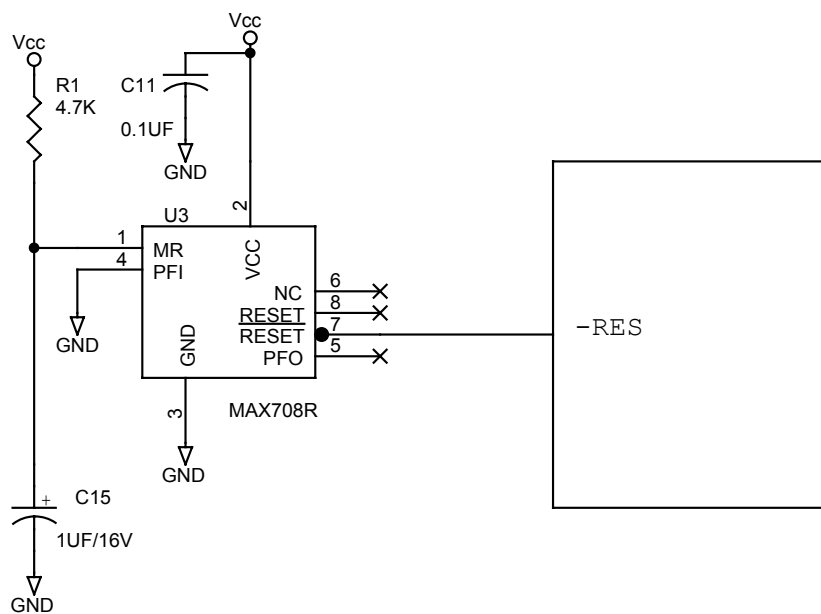 Vcc
Vcc
R1
4.7K
C11
0.1UF
GND
U3
2
1
MR
VCC
4
PFI
6
NC
8
RESET
7
RESET
-RES
5
PFO
GND
GND
3
MAX708R
GND
+
C15
1UF/16V
GND